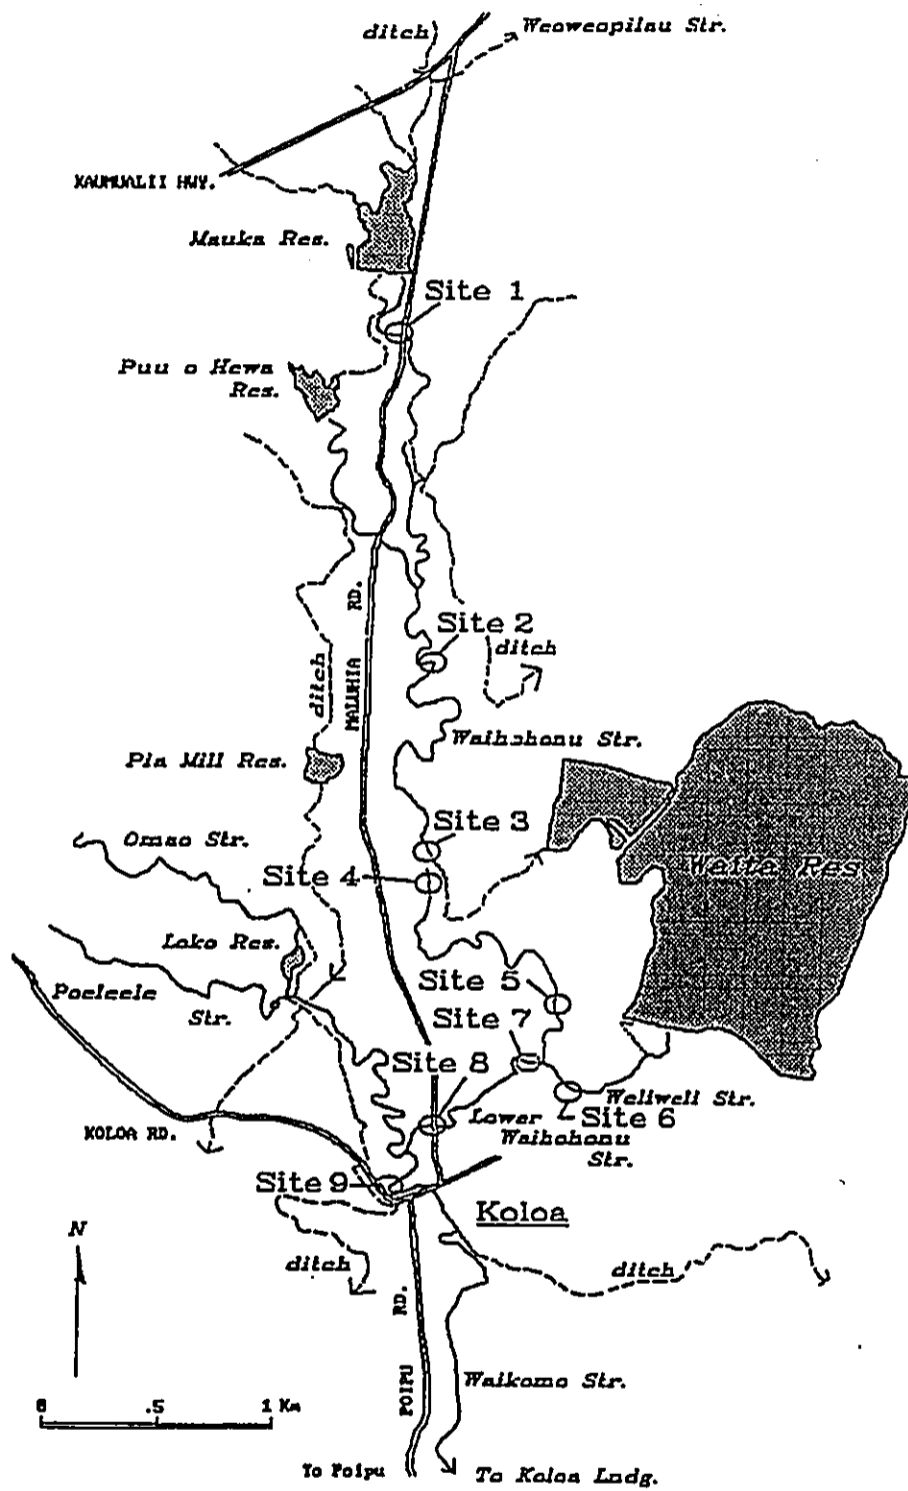 ditch
Weoweopilau Str.
KAUMUALII HWY.
Mauka Res.
Site 1
Puu o Hewa
Res.
RD.
MALUHIA
Site 2
ditch
ditch
Waihohonu Str.
Pia Mill Res.
Omao Str.
Site 3
Site 4
Waita Res
Loko Res.
Poeleele
Str.
Site 5
Site 7
Site 8
Weliweli Str.
Site 6
Lower
Waihohonu
Str.
KOLOA RD.
Site 9
Koloa
N
ditch
ditch
RD.
POIPU
Waikomo Str.
0 .5 1 Km
To Poipu
To Koloa Lndg.